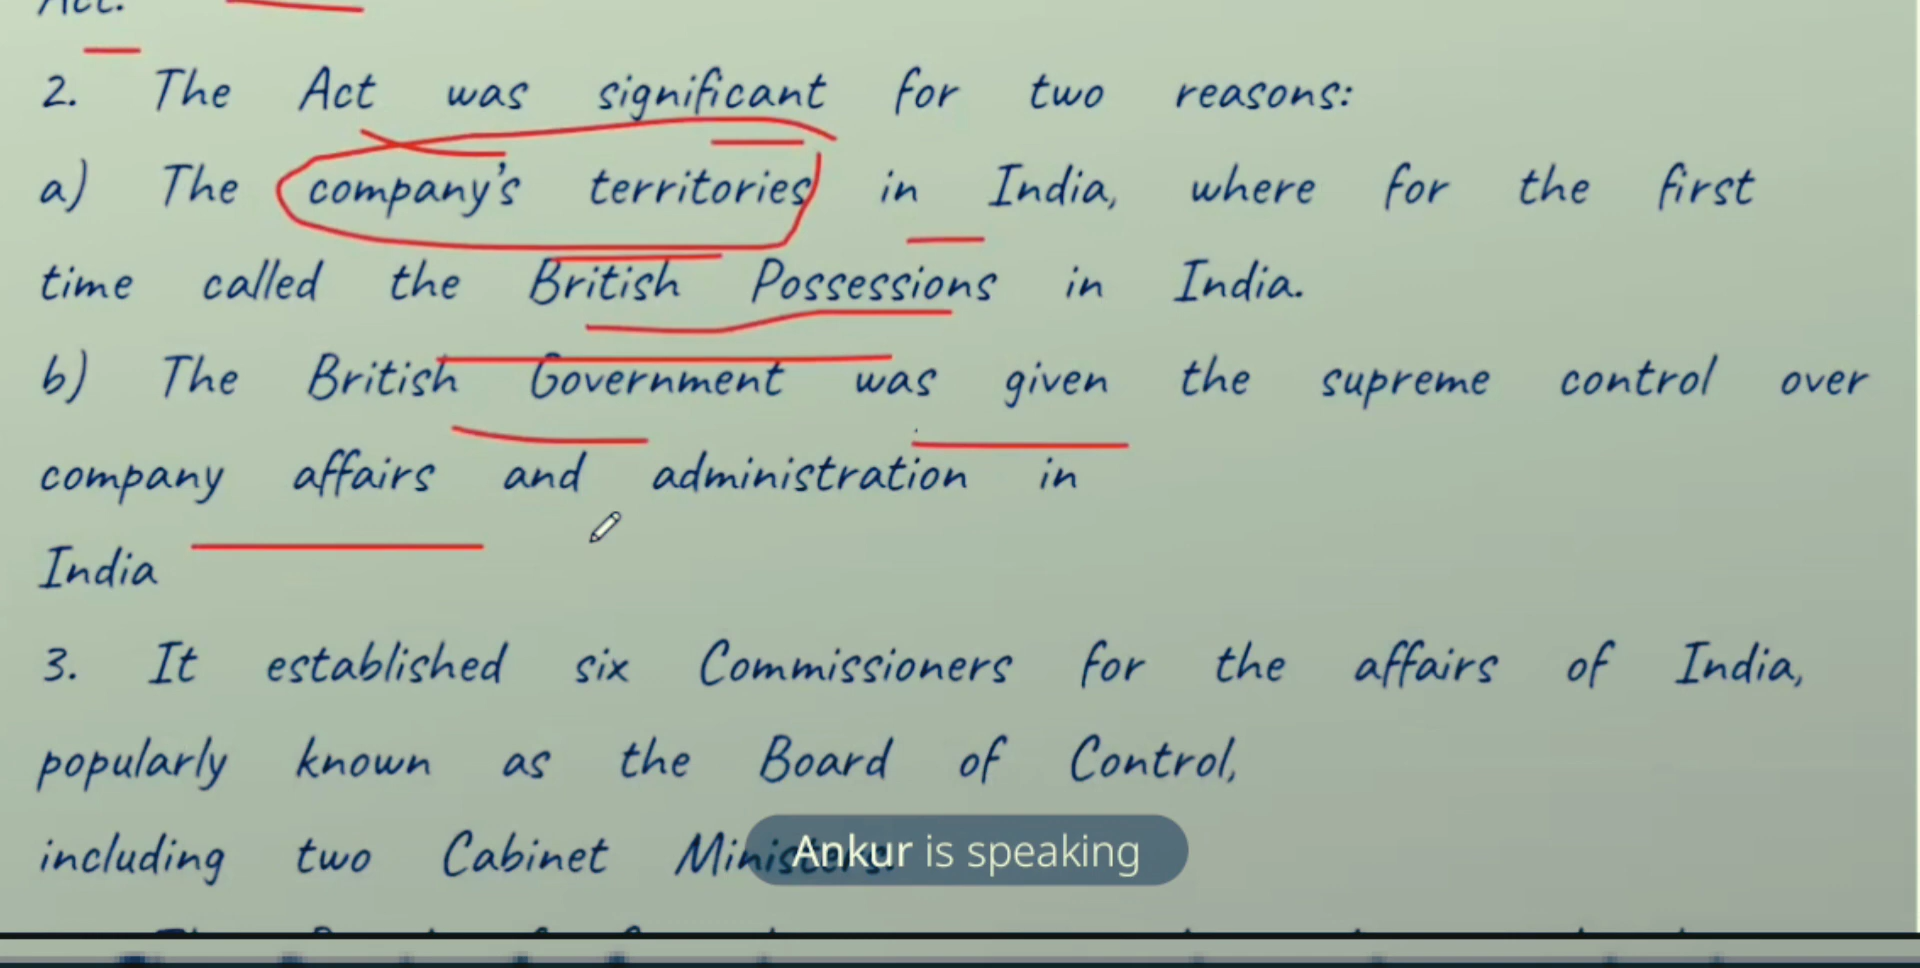 Act.
2. The Act was significant for two reasons:
a) The company's territories in India, where for the first
time called the British Possessions in India.
b) The British Government was given the supreme control over
company affairs and administration in
India
3. It established six Commissioners for the affairs of India,
popularly known as the Board of Control,
including two Cabinet Ministers.
Ankur is speaking